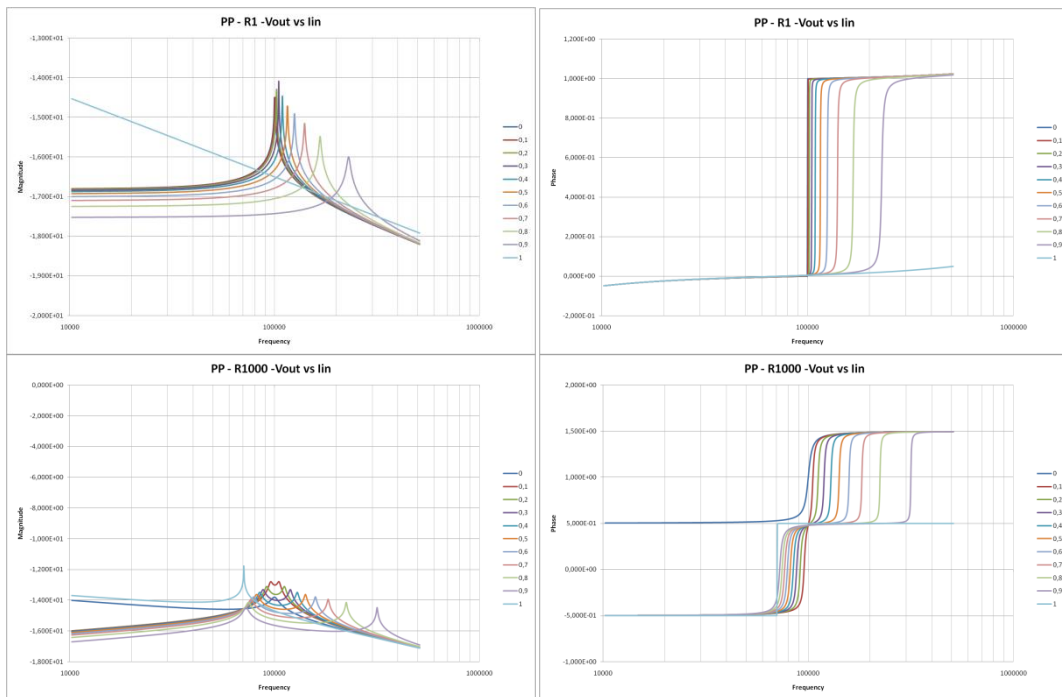 PP - R1 -Vout vs Iin
-1,300E+01
-1,400E+01
-1,500E+01
-1,600E+01
-1,700E+01
-1,800E+01
-1,900E+01
-2,000E+01
Magnitude
10000
100000
1000000
Frequency
0
0,1
0,2
0,3
0,4
0,5
0,6
0,7
0,8
0,9
1
PP - R1 -Vout vs Iin
1,200E+00
1,000E+00
8,000E-01
6,000E-01
4,000E-01
2,000E-01
0,000E+00
-2,000E-01
Phase
10000
100000
1000000
Frequency
0
0,1
0,2
0,3
0,4
0,5
0,6
0,7
0,8
0,9
1
PP - R1000 -Vout vs Iin
0,000E+00
-2,000E+00
-4,000E+00
-6,000E+00
-8,000E+00
-1,000E+01
-1,200E+01
-1,400E+01
-1,600E+01
-1,800E+01
Magnitude
10000
100000
1000000
Frequency
0
0,1
0,2
0,3
0,4
0,5
0,6
0,7
0,8
0,9
1
PP - R1000 -Vout vs Iin
2,000E+00
1,500E+00
1,000E+00
5,000E-01
0,000E+00
-5,000E-01
-1,000E+00
Phase
10000
100000
1000000
Frequency
0
0,1
0,2
0,3
0,4
0,5
0,6
0,7
0,8
0,9
1